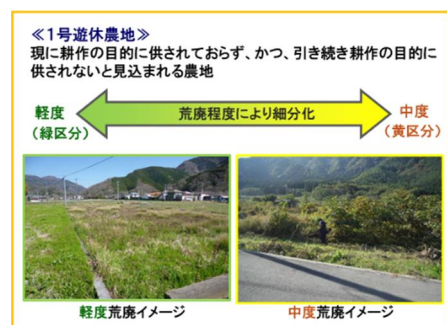 ≪１号遊休農地≫
現に耕作の目的に供されておらず、かつ、引き続き耕作の目的に
供されないと見込まれる農地
軽度
（緑区分）
荒廃程度により細分化
中度
（黄区分）
軽度荒廃イメージ
中度荒廃イメージ